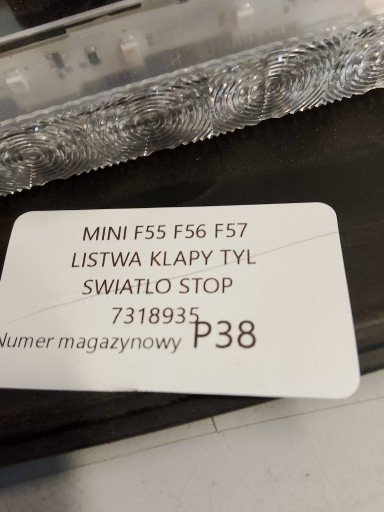 MINI F55 F56 F57
LISTWA KLAPY TYL
SWIATLO STOP
7318935
Numer magazynowy P38